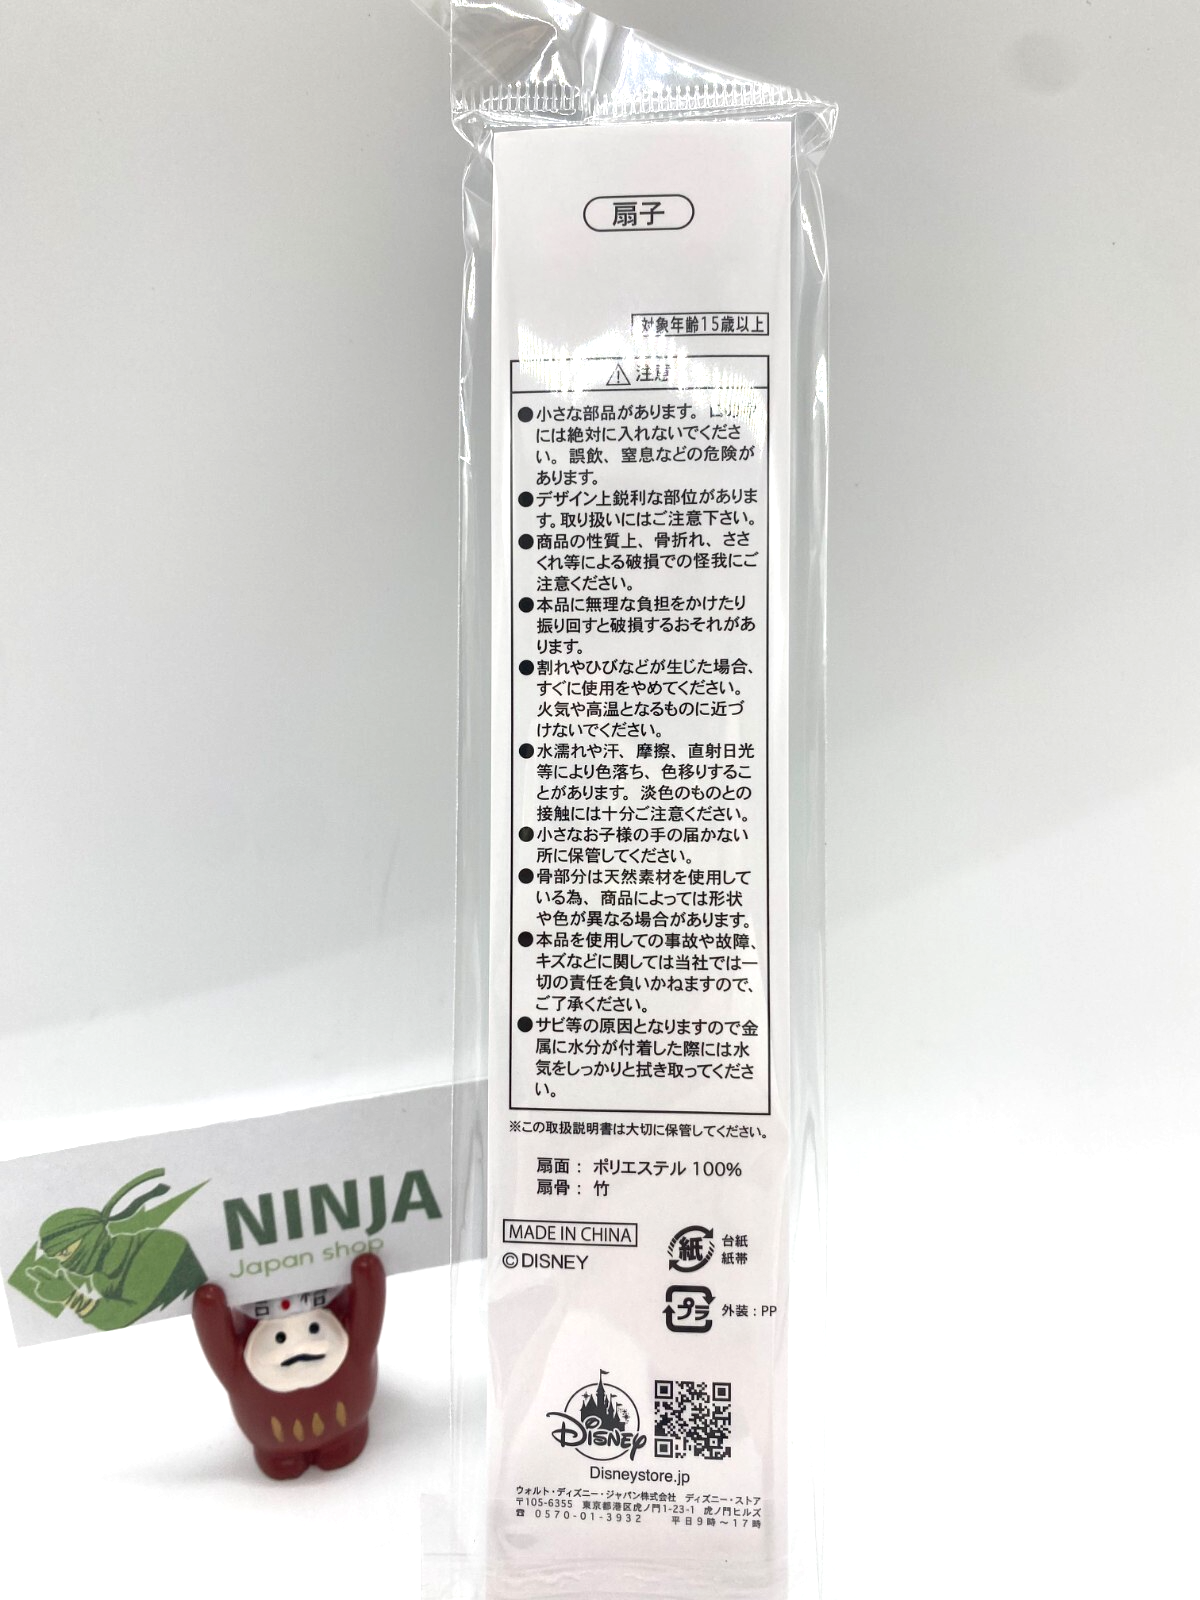 扇子
対象年齢15歳以上
⚠注意
●小さな部品があります。
には絶対に入れないでくださ
い。誤飲、窒息などの危険が
あります。
●デザイン上鋭利な部位がありま
す。取り扱いにはご注意下さい。
●商品の性質上、骨折れ、ささ
くれ等による破損での怪我にご
注意ください。
●本品に無理な負担をかけたり
振り回すと破損するおそれがあ
ります。
●割れやひびなどが生じた場合、
すぐに使用をやめてください。
火気や高温となるものに近づ
けないでください。
●水濡れや汗、摩擦、直射日光
等により色落ち、色移りするこ
とがあります。淡色のものとの
接触には十分ご注意ください。
●小さなお子様の手の届かない
所に保管してください。
●骨部分は天然素材を使用して
いる為、商品によっては形状
や色が異なる場合があります。
●本品を使用しての事故や故障、
キズなどに関しては当社では一
切の責任を負いかねますので、
ご了承ください。
●サビ等の原因となりますので金
属に水分が付着した際には水
気をしっかりと拭き取ってくださ
い。
※この取扱説明書は大切に保管してください。
扇面：ポリエステル 100%
扇骨：竹
MADE IN CHINA
©DISNEY
紙 台紙
紙帯
プラ 外装：PP
DISNEY
Disneystore.jp
ウォルト・ディズニー・ジャパン株式会社 ディズニー・ストア
〒105-6355 東京都港区虎ノ門1-23-1 虎ノ門ヒルズ
☎ 0570-01-3932 平日9時～17時
NINJA
Japan shop